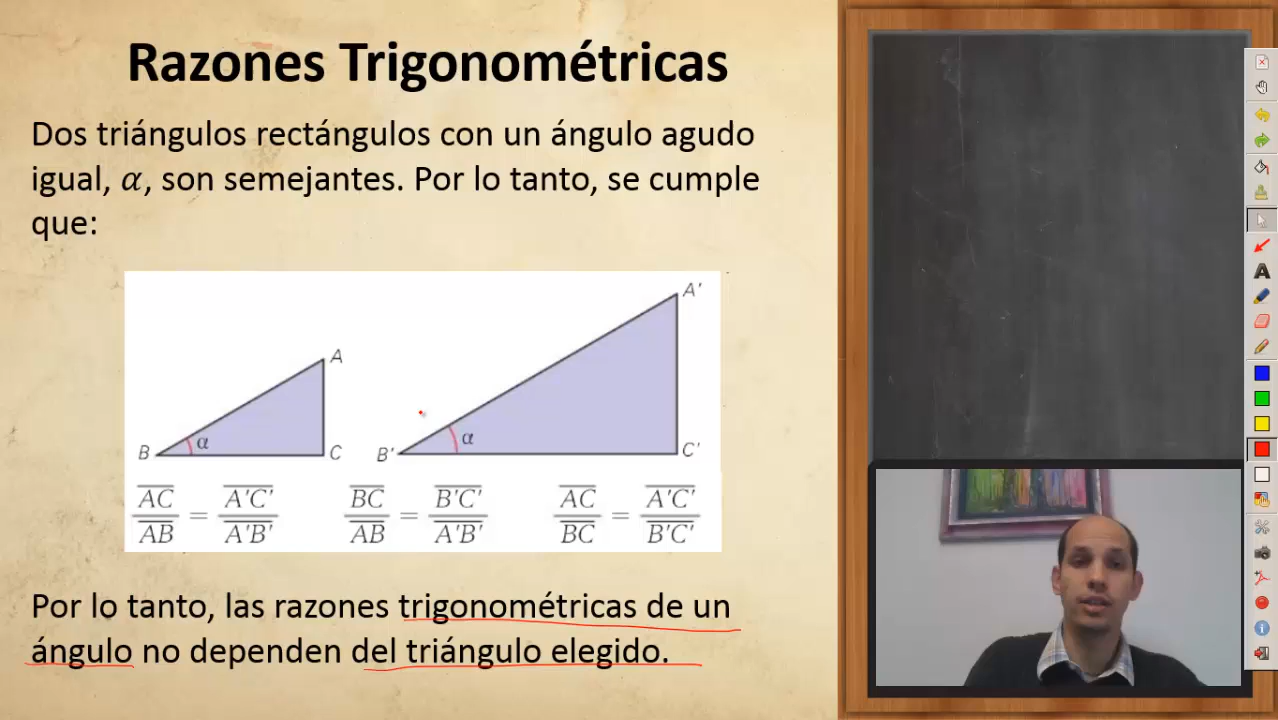 Razones Trigonométricas
Dos triángulos rectángulos con un ángulo agudo
igual, α, son semejantes. Por lo tanto, se cumple
que:
A'
A
B α C
B' α C'
AC/AB = A'C'/A'B'
BC/AB = B'C'/A'B'
AC/BC = A'C'/B'C'
Por lo tanto, las razones trigonométricas de un
ángulo no dependen del triángulo elegido.
A